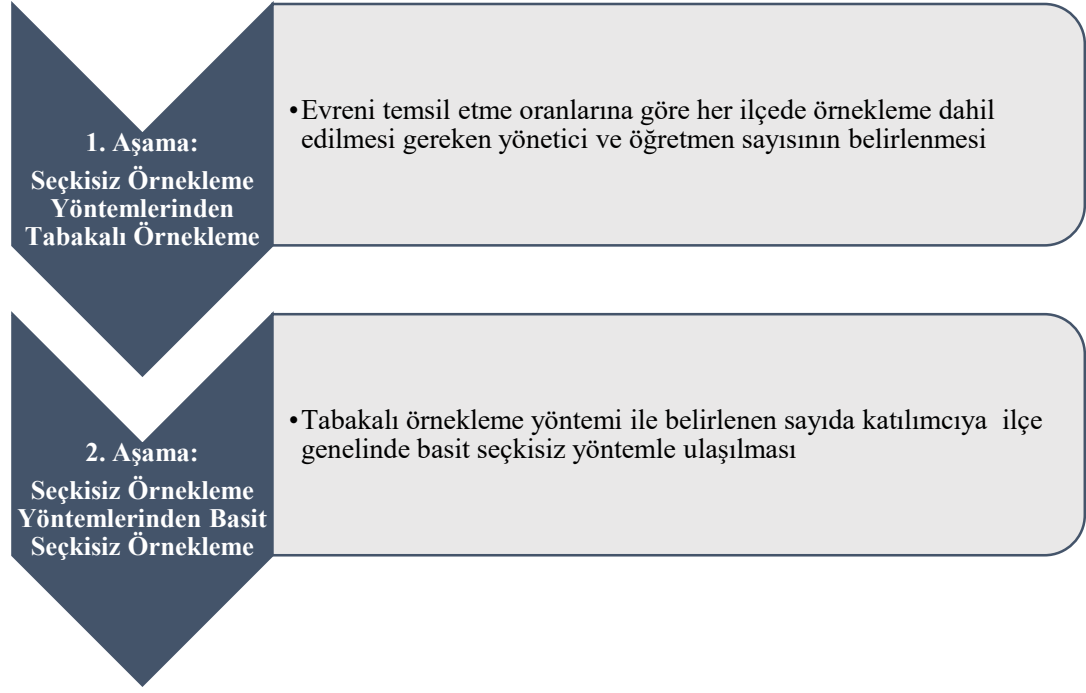 1. Aşama:
Seçkisiz Örnekleme
Yöntemlerinden
Tabakalı Örnekleme
•Evreni temsil etme oranlarına göre her ilçede örnekleme dahil
edilmesi gereken yönetici ve öğretmen sayısının belirlenmesi
2. Aşama:
Seçkisiz Örnekleme
Yöntemlerinden Basit
Seçkisiz Örnekleme
•Tabakalı örnekleme yöntemi ile belirlenen sayıda katılımcıya ilçe
genelinde basit seçkisiz yöntemle ulaşılması